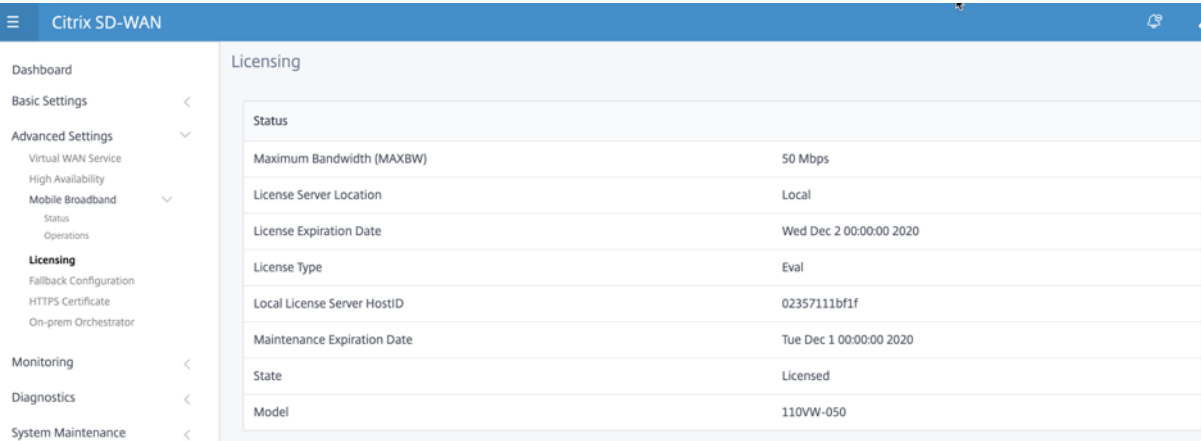 Citrix SD-WAN
Dashboard
Basic Settings
Advanced Settings
Virtual WAN Service
High Availability
Mobile Broadband
Status
Operations
Licensing
Fallback Configuration
HTTPS Certificate
On-prem Orchestrator
Monitoring
Diagnostics
System Maintenance
Licensing
Status
Maximum Bandwidth (MAXBW) 50 Mbps
License Server Location Local
License Expiration Date Wed Dec 2 00:00:00 2020
License Type Eval
Local License Server HostID 02357111bf1f
Maintenance Expiration Date Tue Dec 1 00:00:00 2020
State Licensed
Model 110VW-050